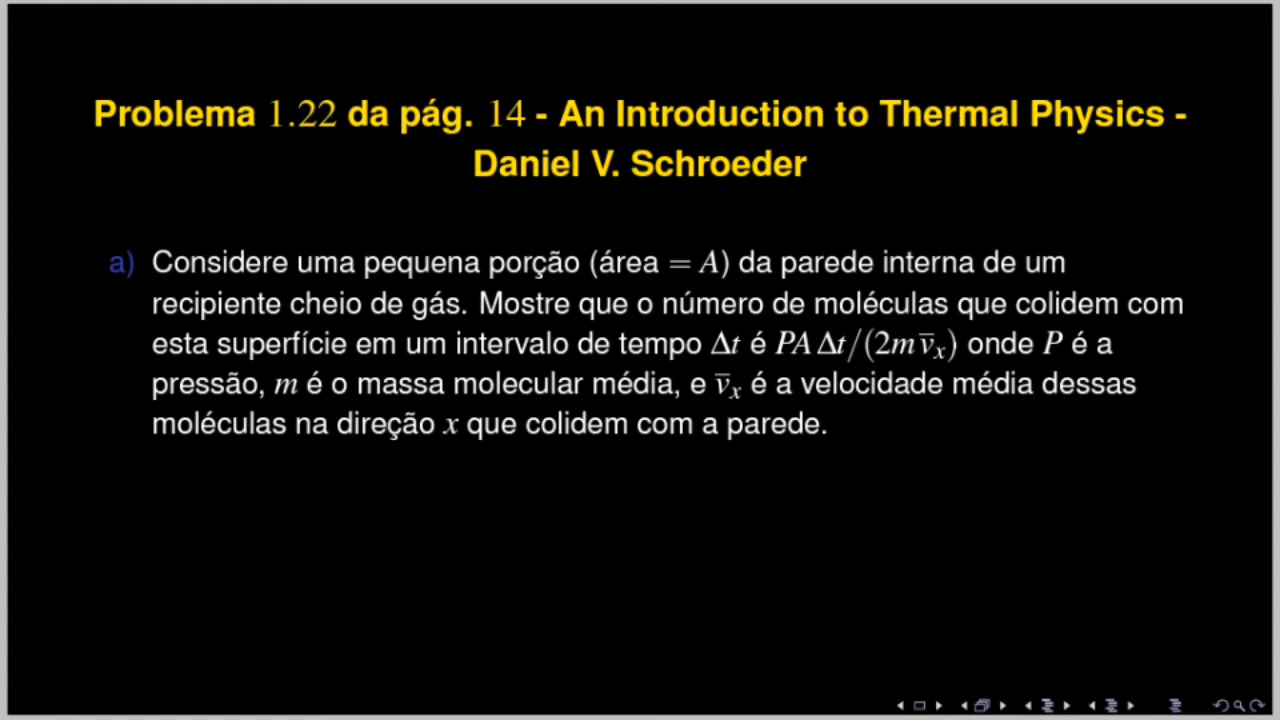 Problema 1.22 da pág. 14 - An Introduction to Thermal Physics -
Daniel V. Schroeder
a) Considere uma pequena porção (área = A) da parede interna de um
recipiente cheio de gás. Mostre que o número de moléculas que colidem com
esta superfície em um intervalo de tempo Δt é PA Δt/(2m v̅ₓ) onde P é a
pressão, m é o massa molecular média, e v̅ₓ é a velocidade média dessas
moléculas na direção x que colidem com a parede.